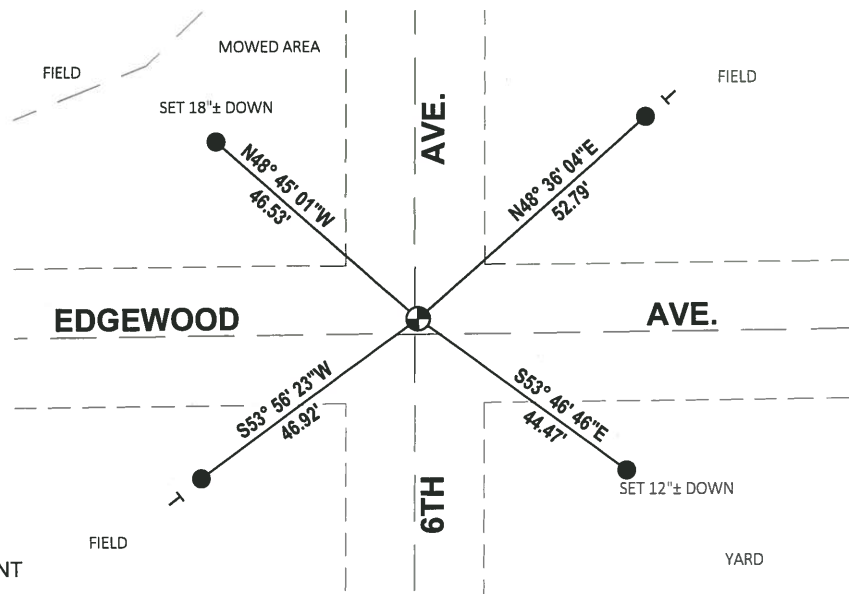 MOWED AREA
FIELD
FIELD
SET 18"± DOWN
AVE.
N48° 45' 01"W
46.53'
N48° 36' 04"E
52.79'
EDGEWOOD
AVE.
S53° 56' 23"W
46.92'
S53° 46' 46"E
44.47'
6TH
SET 12"± DOWN
FIELD
YARD
NT